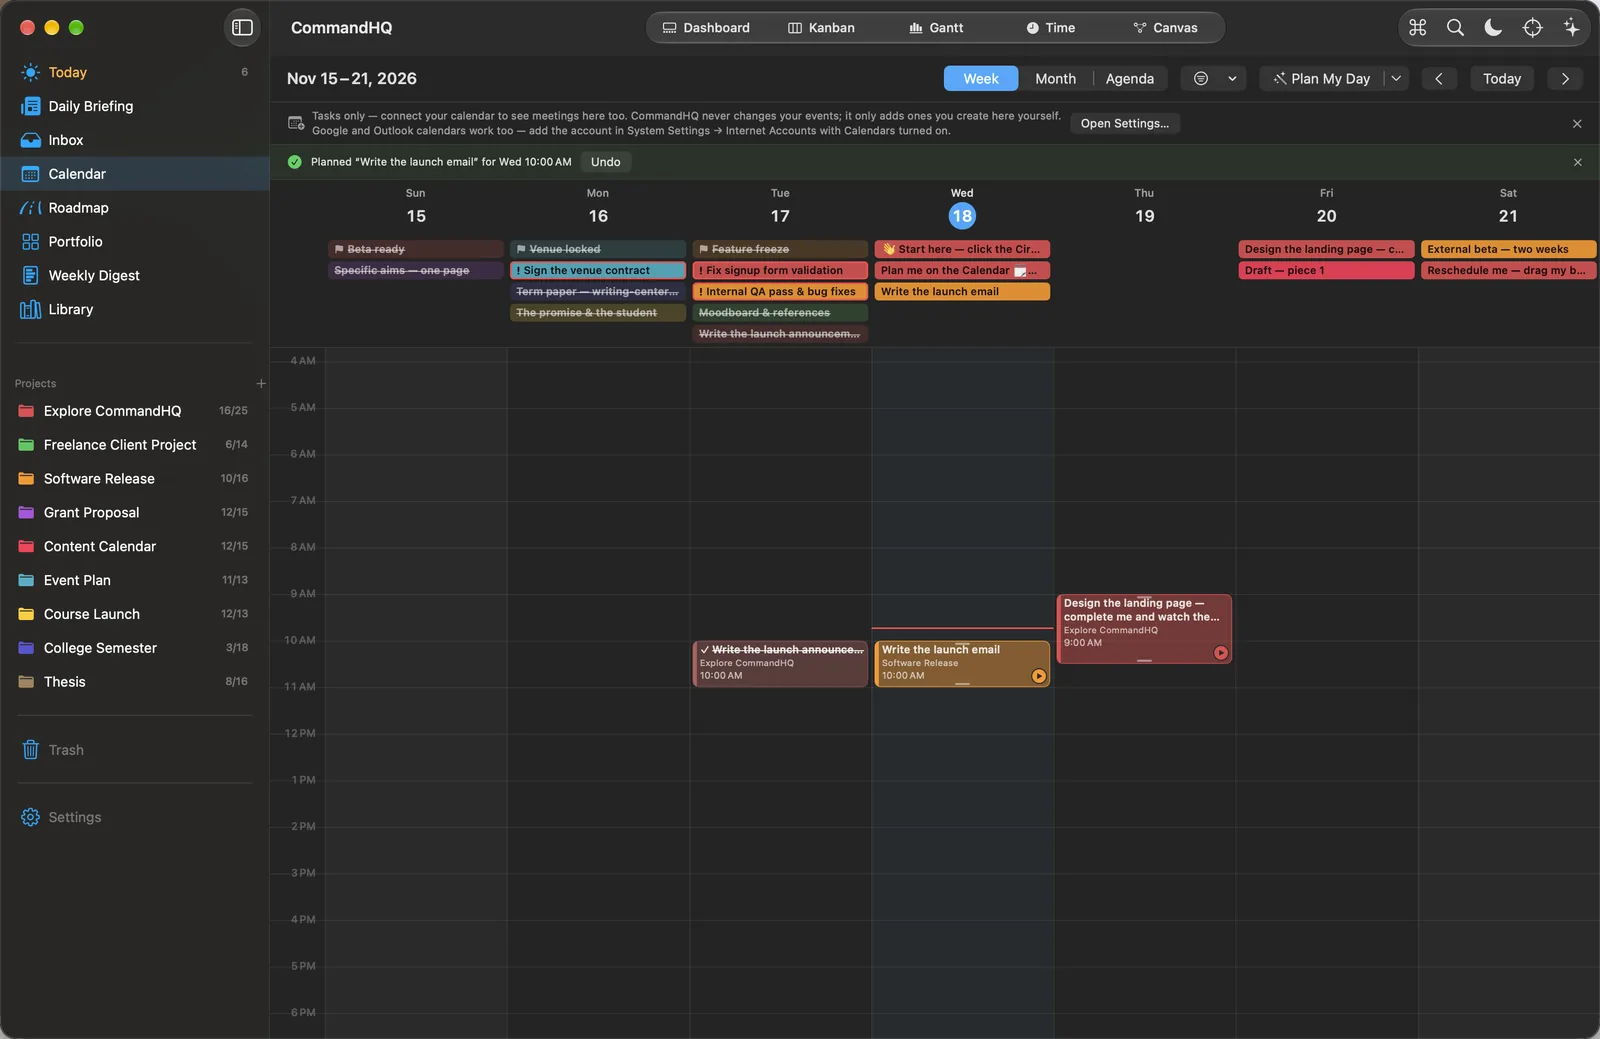 CommandHQ
Dashboard
Kanban
Gantt
Time
Canvas
Today 6
Daily Briefing
Inbox
Calendar
Roadmap
Portfolio
Weekly Digest
Library
Projects
Explore CommandHQ 16/25
Freelance Client Project 6/14
Software Release 10/16
Grant Proposal 12/15
Content Calendar 12/15
Event Plan 11/13
Course Launch 12/13
College Semester 3/18
Thesis 8/16
Trash
Settings
Nov 15 – 21, 2026
Week
Month
Agenda
Plan My Day
Today
Tasks only — connect your calendar to see meetings here too. CommandHQ never changes your events; it only adds ones you create here yourself.
Google and Outlook calendars work too — add the account in System Settings → Internet Accounts with Calendars turned on.
Open Settings...
Planned “Write the launch email” for Wed 10:00 AM
Undo
Sun
15
Mon
16
Tue
17
Wed
18
Thu
19
Fri
20
Sat
21
Beta ready
Specific aims — one page
Venue locked
! Sign the venue contract
Term paper — writing-center...
The promise & the student
Feature freeze
! Fix signup form validation
! Internal QA pass & bug fixes
Moodboard & references
Write the launch announcem...
👋 Start here — click the Cir...
Plan me on the Calendar ...
Write the launch email
Design the landing page — c...
Draft — piece 1
External beta — two weeks
Reschedule me — drag my b...
4 AM
5 AM
6 AM
7 AM
8 AM
9 AM
10 AM
11 AM
12 PM
1 PM
2 PM
3 PM
4 PM
5 PM
6 PM
✓ Write the launch announce...
Explore CommandHQ
10:00 AM
Write the launch email
Software Release
10:00 AM
Design the landing page —
complete me and watch the...
Explore CommandHQ
9:00 AM